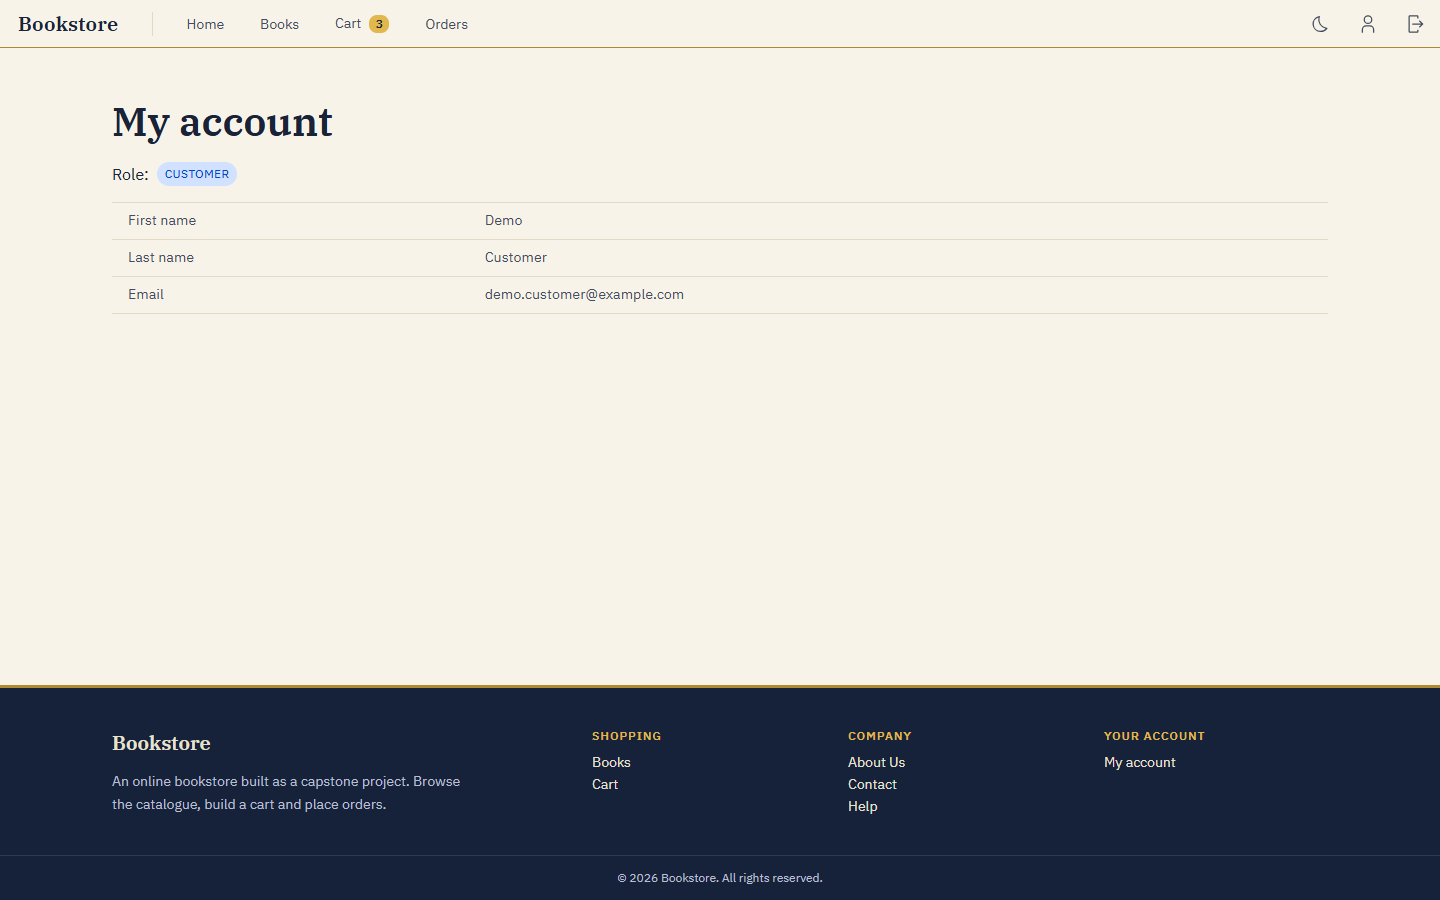 Bookstore
Home
Books
Cart 3
Orders
My account
Role: CUSTOMER
First name Demo
Last name Customer
Email demo.customer@example.com
Bookstore
An online bookstore built as a capstone project. Browse
the catalogue, build a cart and place orders.
SHOPPING
Books
Cart
COMPANY
About Us
Contact
Help
YOUR ACCOUNT
My account
© 2026 Bookstore. All rights reserved.